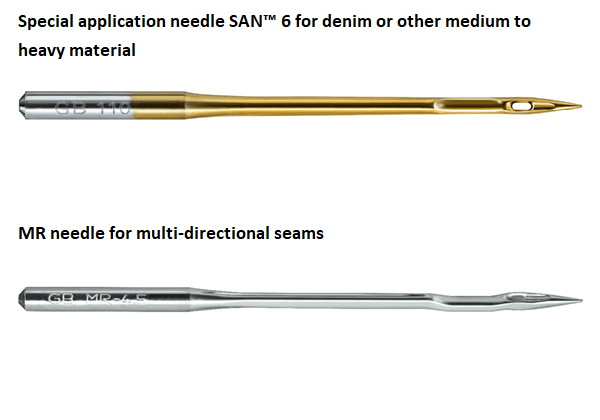 Special application needle SAN™ 6 for denim or other medium to
heavy material
GB 110
MR needle for multi-directional seams
GB MR-4.5